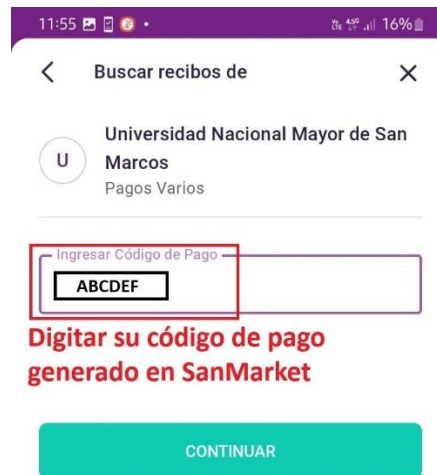 11:55
16%
Buscar recibos de
U
Universidad Nacional Mayor de San
Marcos
Pagos Varios
Ingresar Código de Pago
ABCDEF
Digitar su código de pago
generado en SanMarket
CONTINUAR